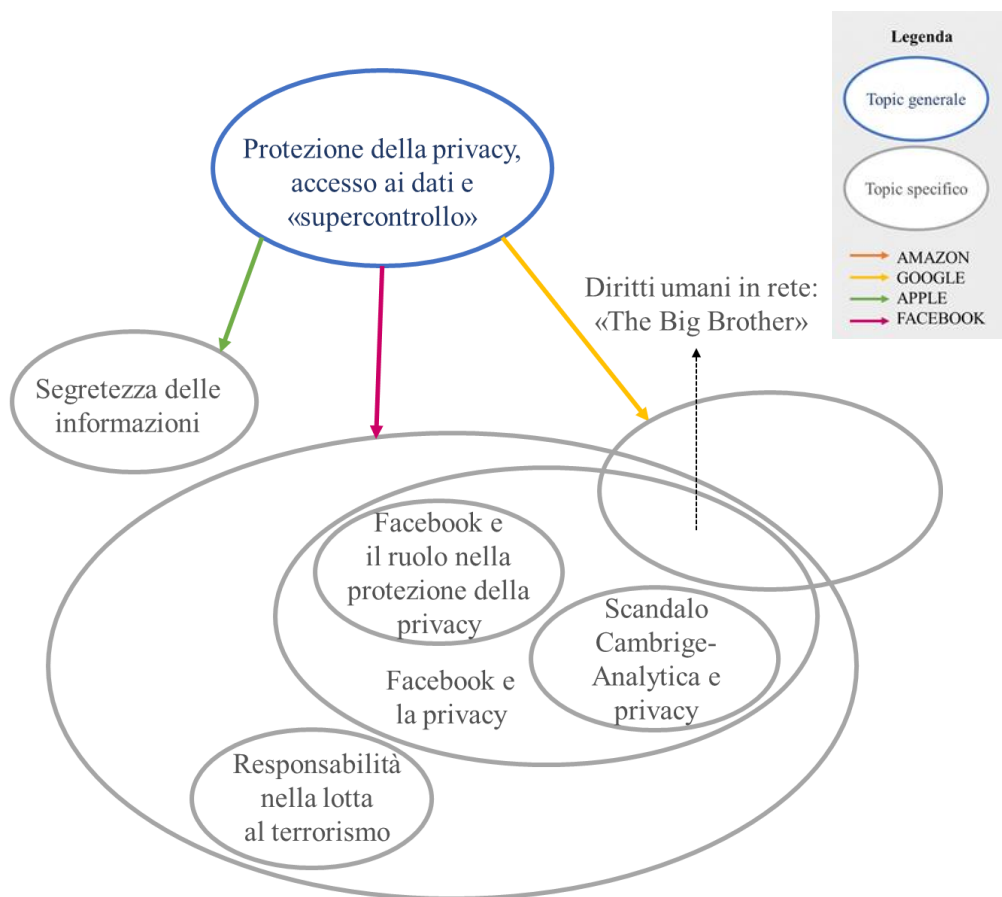 Legenda
Topic generale
Topic specifico
AMAZON
GOOGLE
APPLE
FACEBOOK
Protezione della privacy,
accesso ai dati e
«supercontrollo»
Diritti umani in rete:
«The Big Brother»
Segretezza delle
informazioni
Facebook e
il ruolo nella
protezione della
privacy
Scandalo
Cambrige-
Analytica e
privacy
Facebook e
la privacy
Responsabilità
nella lotta
al terrorismo